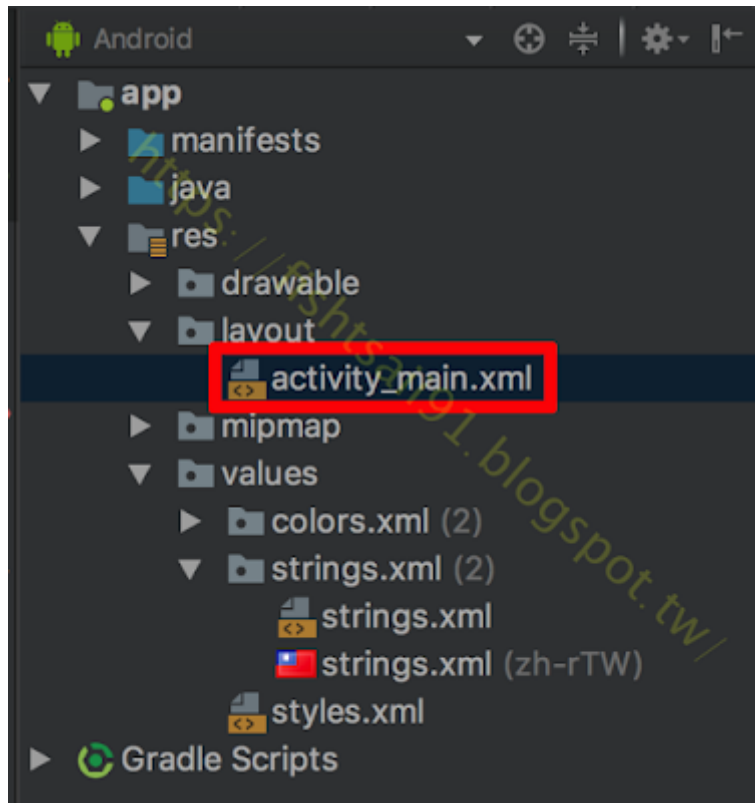 Android
app
manifests
java
res
drawable
layout
activity_main.xml
mipmap
values
colors.xml (2)
strings.xml (2)
strings.xml
strings.xml (zh-rTW)
styles.xml
Gradle Scripts
https://fishtsan91.blogspot.tw/